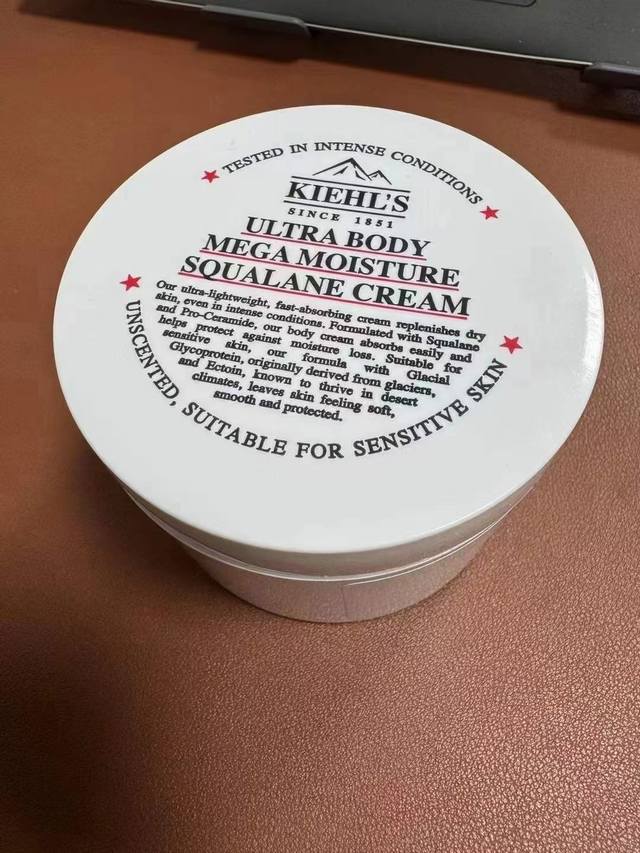 TESTED IN INTENSE CONDITIONS
KIEHL'S
SINCE 1851
ULTRA BODY
MEGA MOISTURE
SQUALANE CREAM
Our ultra-lightweight, fast-absorbing cream replenishes dry
skin, even in intense conditions. Formulated with Squalane
and Pro-Ceramide, our body cream absorbs easily and
helps protect against moisture loss. Suitable for
sensitive skin, our formula with Glacial
Glycoprotein, originally derived from glaciers,
and Ectoin, known to thrive in desert
climates, leaves skin feeling soft,
smooth and protected.
UNSCENTED, SUITABLE FOR SENSITIVE SKIN